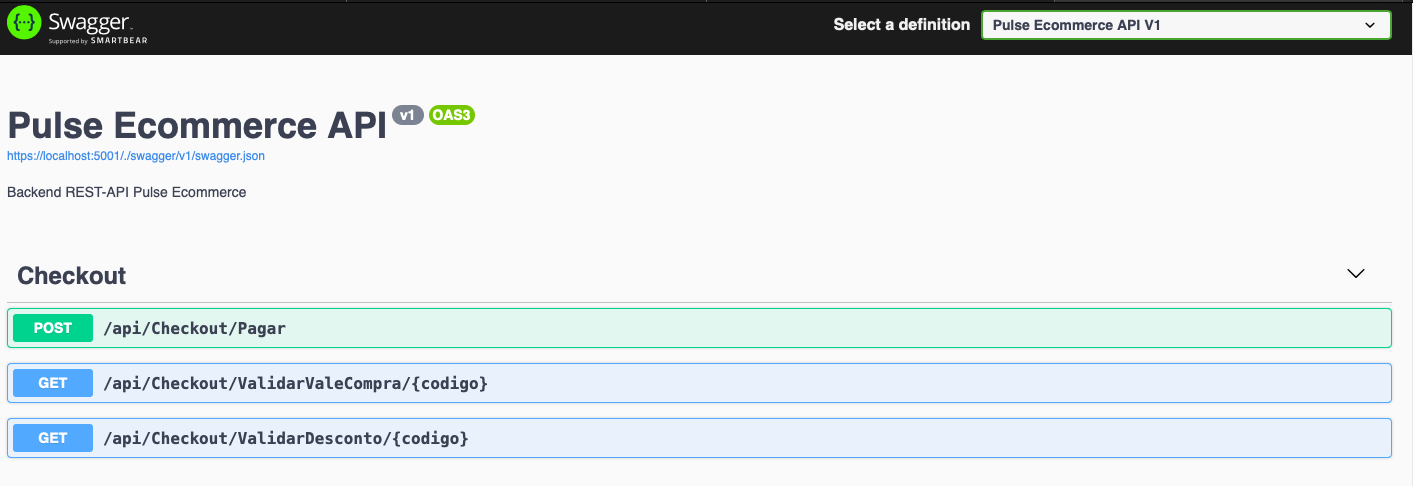 Swagger
Supported by SMARTBEAR
Select a definition
Pulse Ecommerce API V1
Pulse Ecommerce API v1 OAS3
https://localhost:5001/./swagger/v1/swagger.json
Backend REST-API Pulse Ecommerce
Checkout
POST /api/Checkout/Pagar
GET /api/Checkout/ValidarValeCompra/{codigo}
GET /api/Checkout/ValidarDesconto/{codigo}